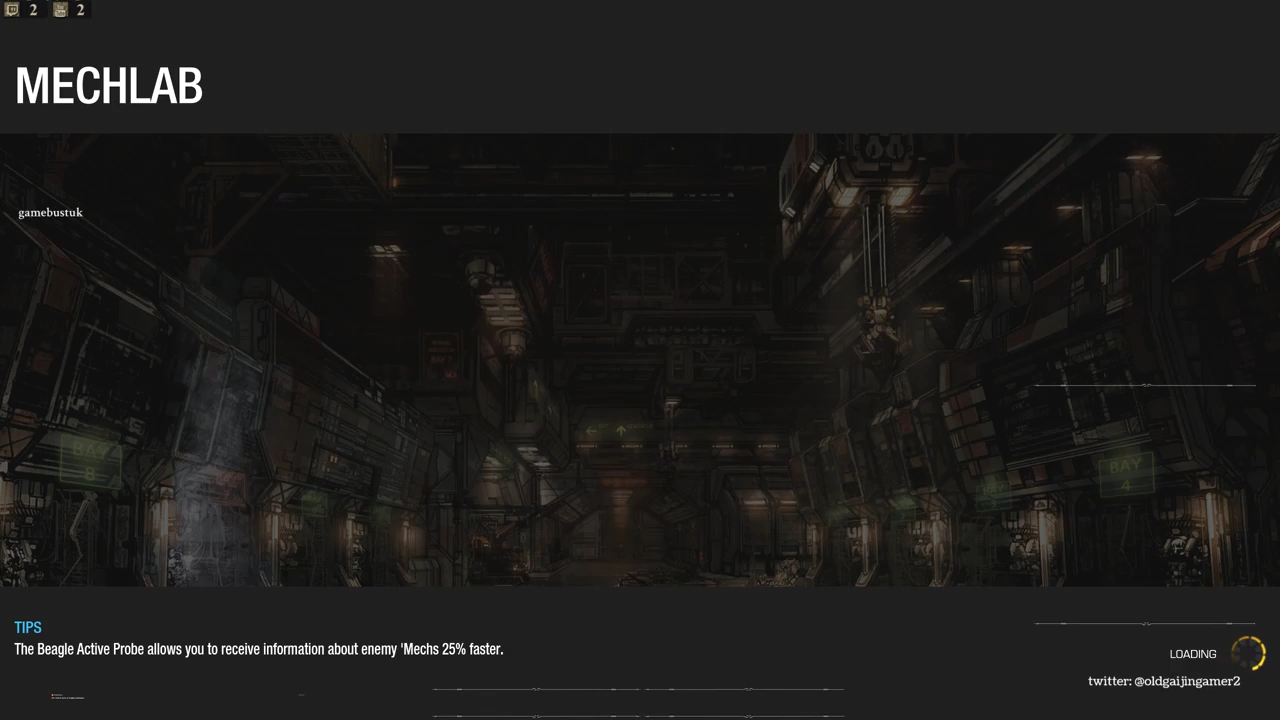 2 2
MECHLAB
gamebustuk
BAY
8
BAY
4
TIPS
The Beagle Active Probe allows you to receive information about enemy 'Mechs 25% faster.
LOADING
twitter: @oldgaijingamer2